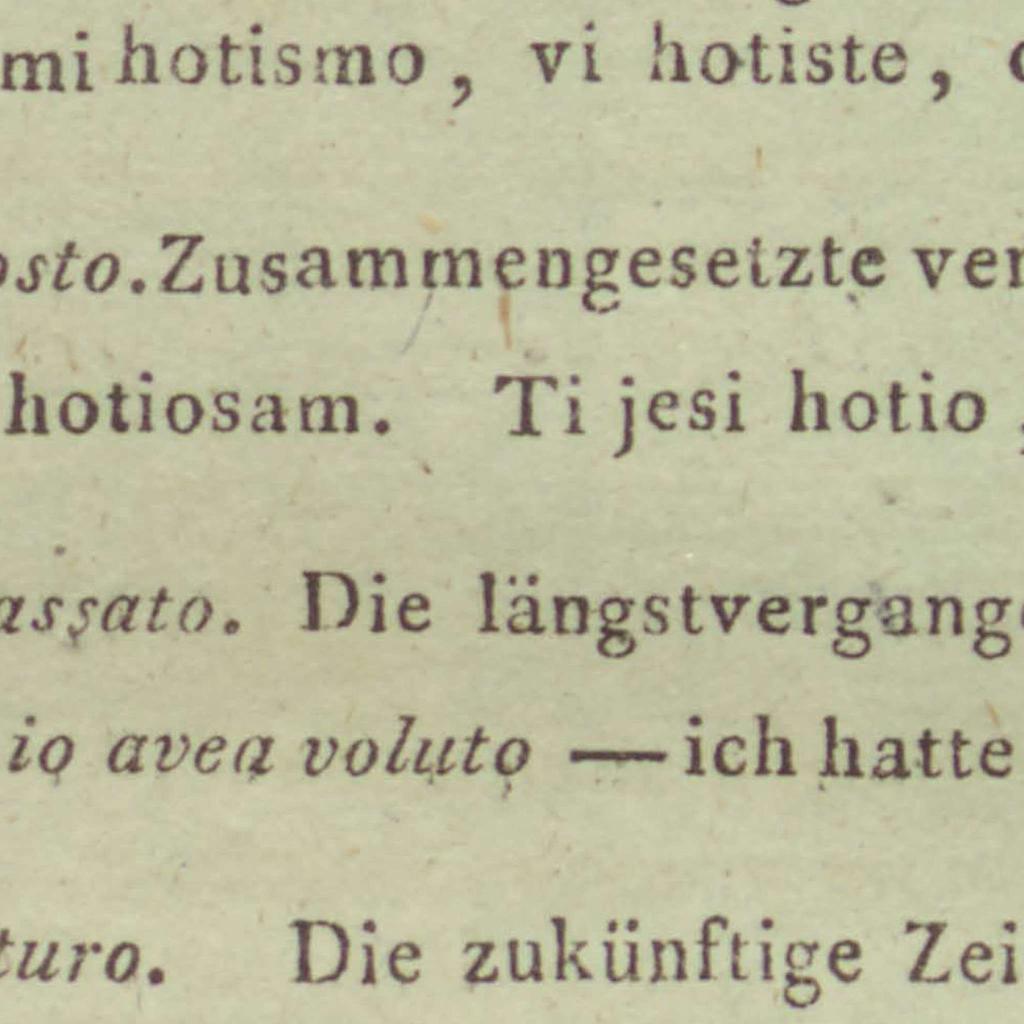 mi hotismo, vi hotiste,
osto. Zusammengesetzte ver
hotiosam. Ti jesi hotio,
assato. Die längstvergange
io avea voluto — ich hatte
turo. Die zukünftige Zei